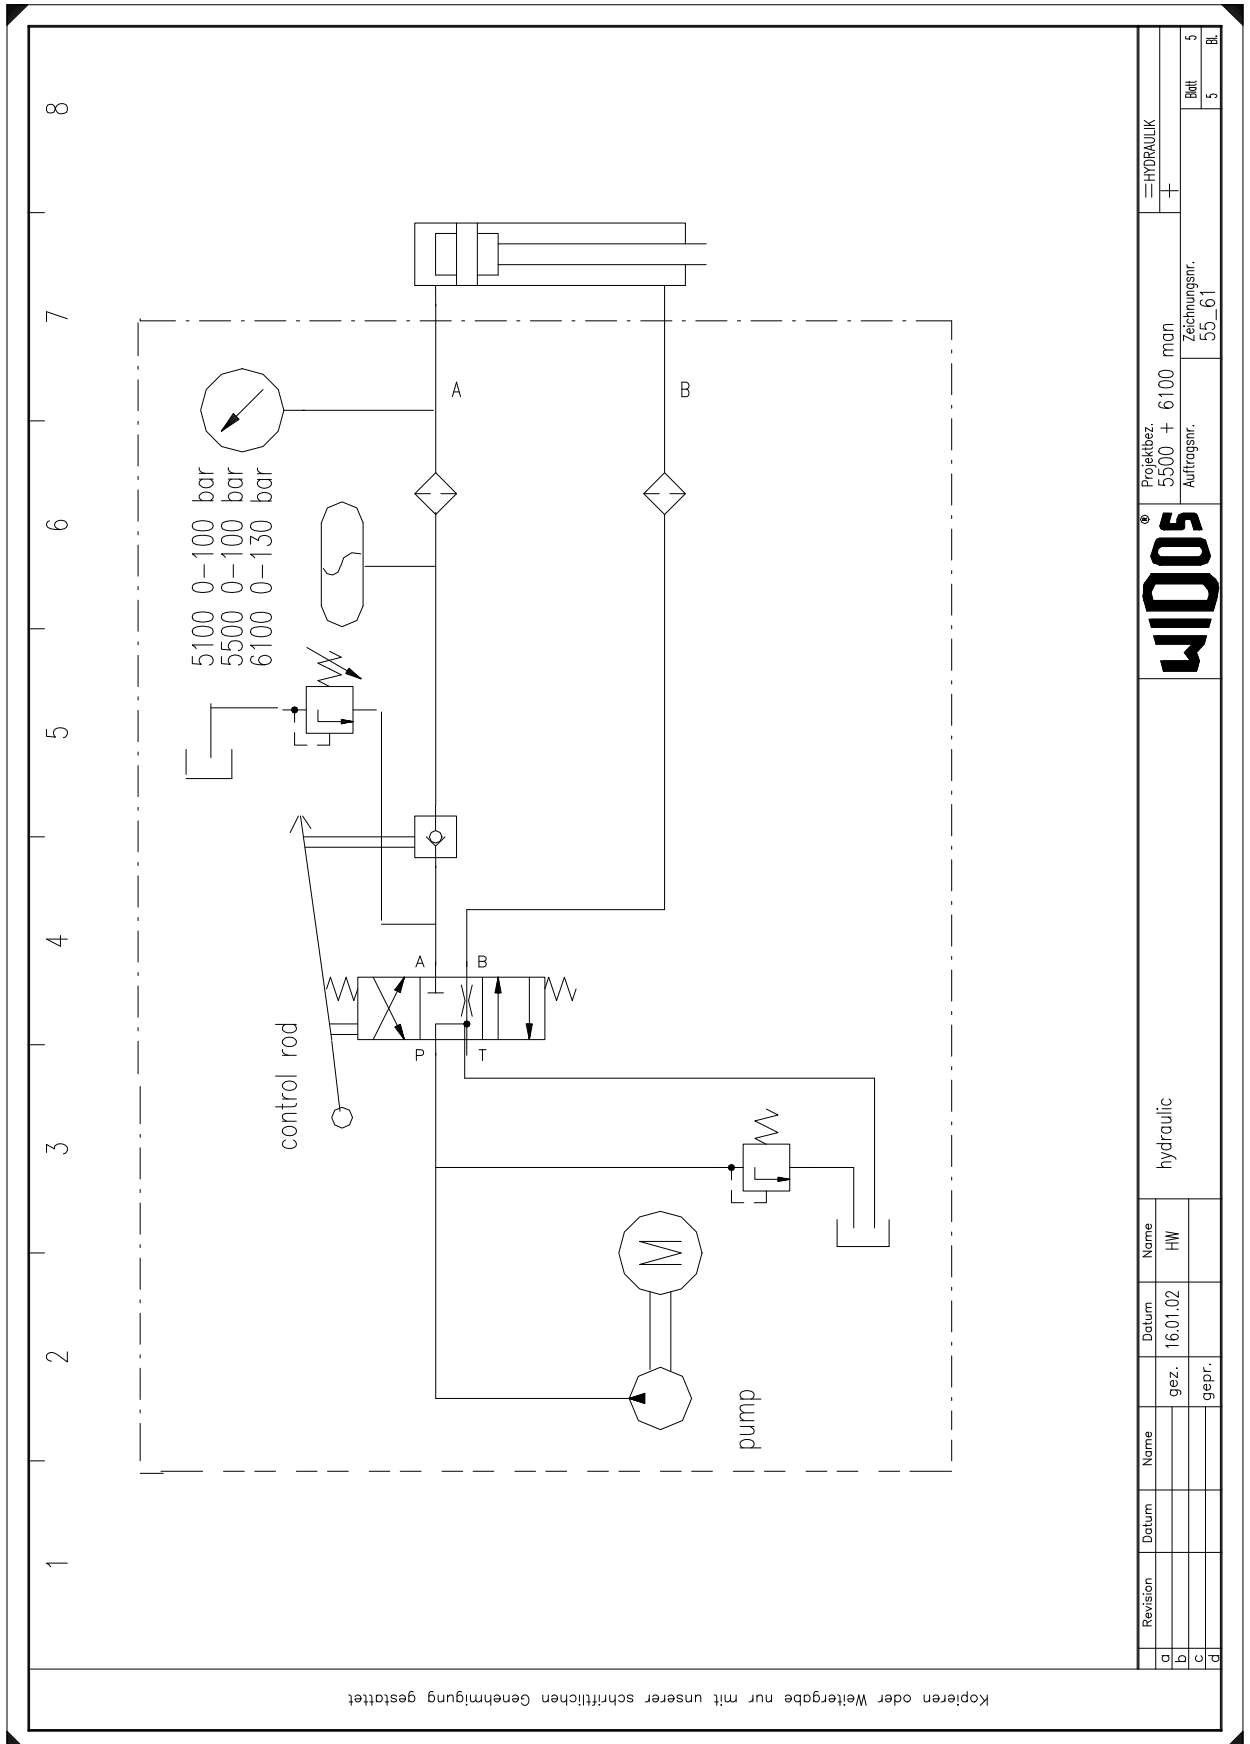 8
7
6
5
4
3
2
1
5100 0-100 bar
5500 0-100 bar
6100 0-130 bar
A
B
A
B
P
T
control rod
M
pump
Kopieren oder Weitergabe nur mit unserer schriftlichen Genehmigung gestattet
Revision
Datum
Name
a
b
c
d
Datum
Name
gez.
16.01.02
HW
gepr.
hydraulic
WIDOS®
Projektbez.
5500 + 6100 man
Auftragsnr.
Zeichnungsnr.
55_61
=HYDRAULIK
+
Blatt 5
5 Bl.